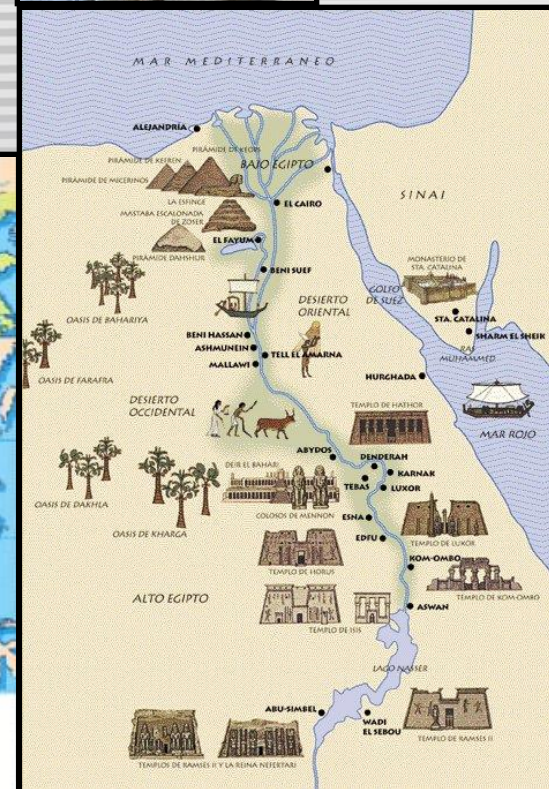 MAR MEDITERRANEO
ALEJANDRÍA
PIRÁMIDE DE KEOPS
PIRÁMIDE DE KEFREN
BAJO EGIPTO
PIRÁMIDE DE MICERINOS
LA ESFINGE
SINAI
EL CAIRO
MASTABA ESCALONADA
DE ZOSER
EL FAYUM
PIRÁMIDE DAHSHUR
MONASTERIO DE
STA. CATALINA
BENI SUEF
GOLFO
DE SUEZ
DESIERTO
ORIENTAL
STA. CATALINA
OASIS DE BAHARIYA
SHARM EL SHEIK
BENI HASSAN
ASHMUNEIN
RAS
MUHAMMED
TELL EL AMARNA
MALLAWI
HURGHADA
OASIS DE FARAFRA
DESIERTO
OCCIDENTAL
TEMPLO DE HATHOR
MAR ROJO
ABYDOS
DENDERAH
DEIR EL BAHARI
KARNAK
TEBAS
LUXOR
OASIS DE DAKHLA
COLOSOS DE MENNON
ESNA
OASIS DE KHARGA
EDFU
TEMPLO DE LUXOR
KOM-OMBO
TEMPLO DE HORUS
TEMPLO DE KOM-OMBO
ALTO EGIPTO
ASWAN
TEMPLO DE ISIS
LAGO NASSER
ABU-SIMBEL
WADI
EL SEBOU
TEMPLO DE RAMSES II
TEMPLOS DE RAMSES II Y LA REINA NEFERTARI